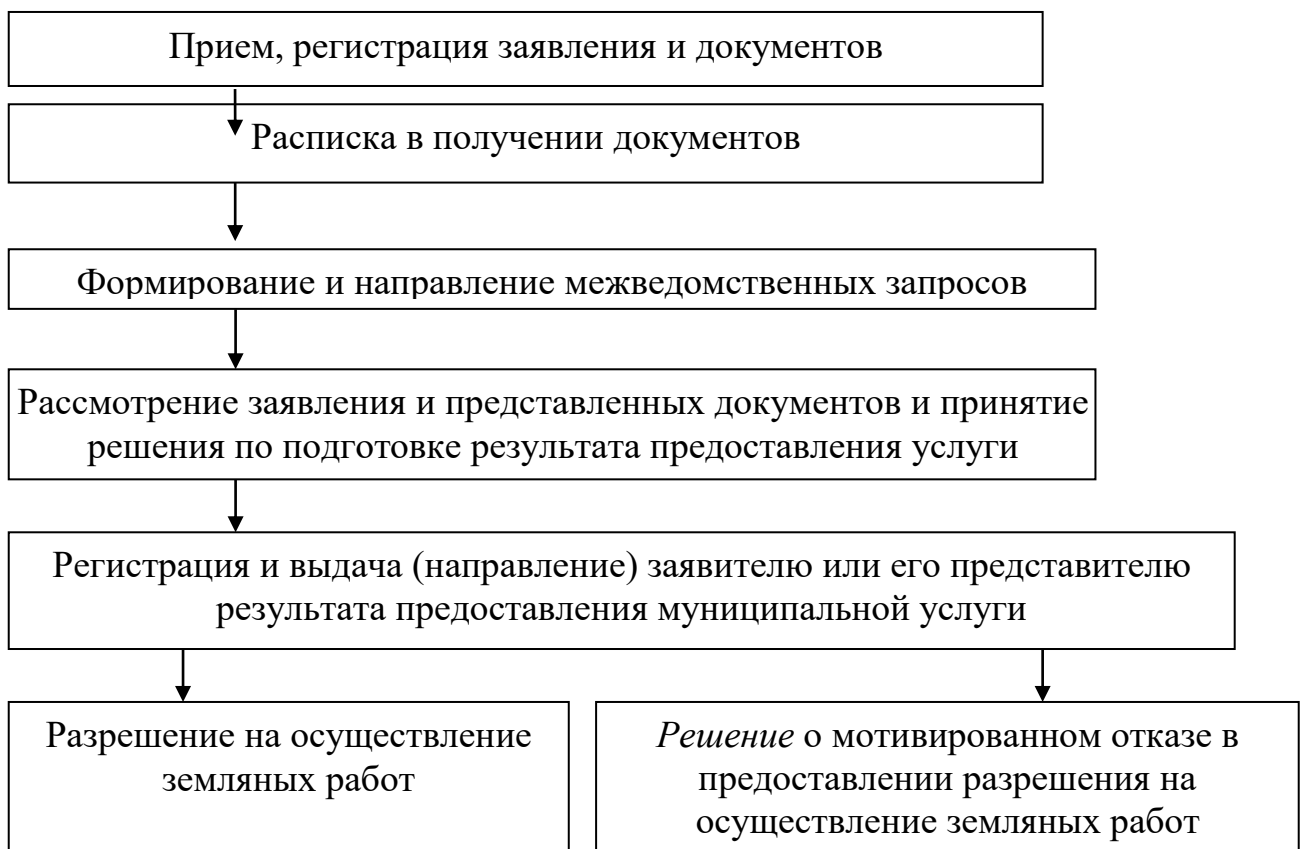 Прием, регистрация заявления и документов
Расписка в получении документов
Формирование и направление межведомственных запросов
Рассмотрение заявления и представленных документов и принятие
решения по подготовке результата предоставления услуги
Регистрация и выдача (направление) заявителю или его представителю
результата предоставления муниципальной услуги
Разрешение на осуществление
земляных работ
Решение о мотивированном отказе в
предоставлении разрешения на
осуществление земляных работ